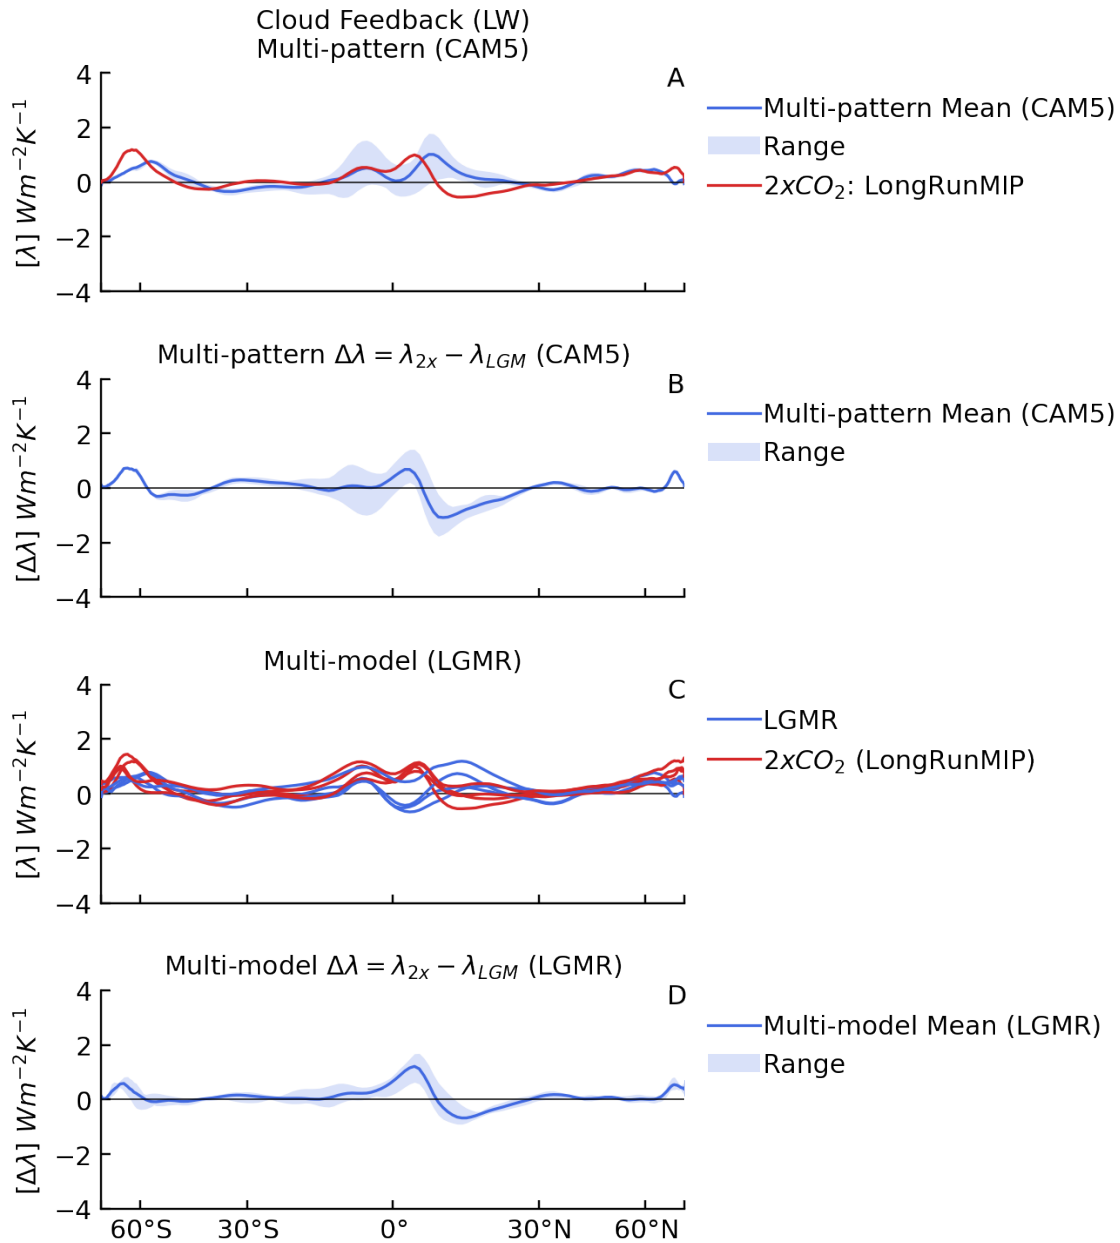 Cloud Feedback (LW)
Multi-pattern (CAM5)
A
4
2
0
−2
−4
[λ] Wm⁻²K⁻¹
Multi-pattern Mean (CAM5)
Range
2xCO₂: LongRunMIP
Multi-pattern Δλ = λ₂ₓ − λ_LGM (CAM5)
B
4
2
0
−2
−4
[Δλ] Wm⁻²K⁻¹
Multi-pattern Mean (CAM5)
Range
Multi-model (LGMR)
C
4
2
0
−2
−4
[λ] Wm⁻²K⁻¹
LGMR
2xCO₂ (LongRunMIP)
Multi-model Δλ = λ₂ₓ − λ_LGM (LGMR)
D
4
2
0
−2
−4
[Δλ] Wm⁻²K⁻¹
Multi-model Mean (LGMR)
Range
60°S 30°S 0° 30°N 60°N